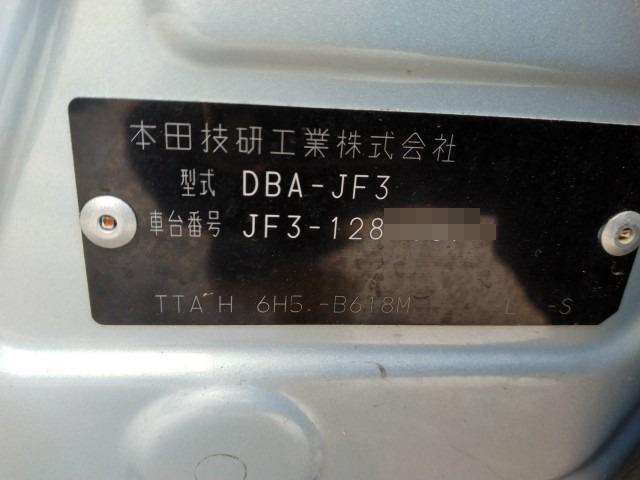 本田技研工業株式会社
型式 DBA-JF3
車台番号 JF3-128
TTA H 6H5.-B618M L -S